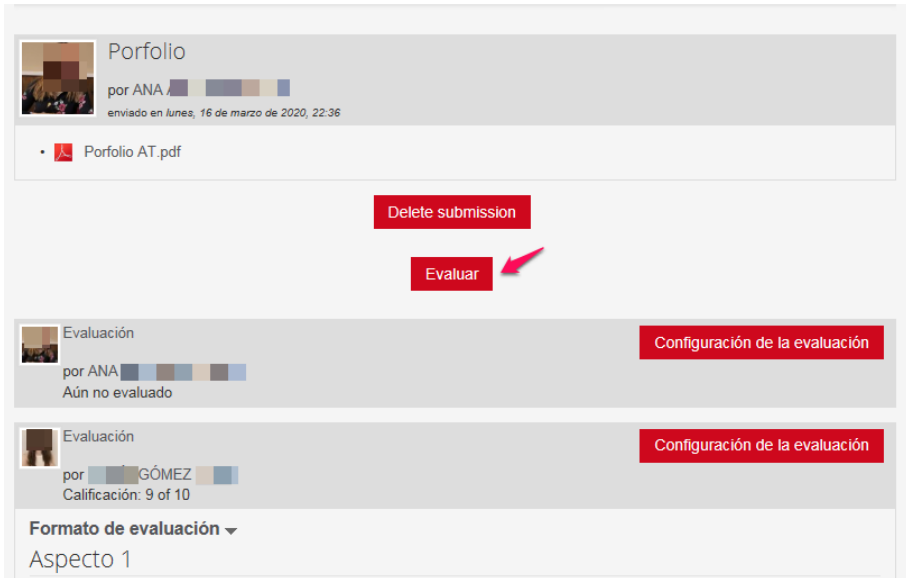 Porfolio
por ANA
enviado en lunes, 16 de marzo de 2020, 22:36
• Porfolio AT.pdf
Delete submission
Evaluar
Evaluación
Configuración de la evaluación
por ANA
Aún no evaluado
Evaluación
Configuración de la evaluación
por GÓMEZ
Calificación: 9 of 10
Formato de evaluación
Aspecto 1